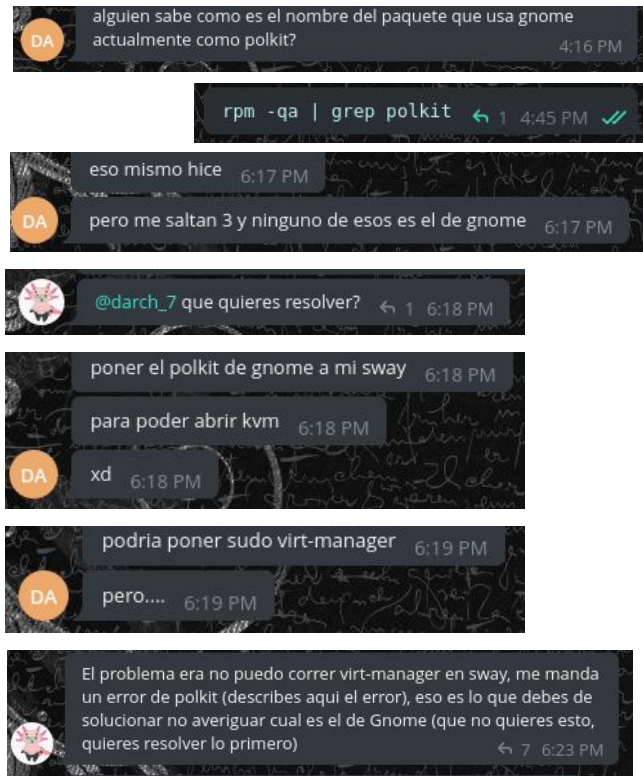 alguien sabe como es el nombre del paquete que usa gnome
actualmente como polkit?
4:16 PM
DA
rpm -qa | grep polkit
1 4:45 PM
eso mismo hice
6:17 PM
DA
pero me saltan 3 y ninguno de esos es el de gnome
6:17 PM
@darch_7 que quieres resolver?
1 6:18 PM
poner el polkit de gnome a mi sway
6:18 PM
para poder abrir kvm
6:18 PM
DA
xd
6:18 PM
podria poner sudo virt-manager
6:19 PM
DA
pero....
6:19 PM
El problema era no puedo correr virt-manager en sway, me manda
un error de polkit (describes aqui el error), eso es lo que debes de
solucionar no averiguar cual es el de Gnome (que no quieres esto,
quieres resolver lo primero)
7 6:23 PM